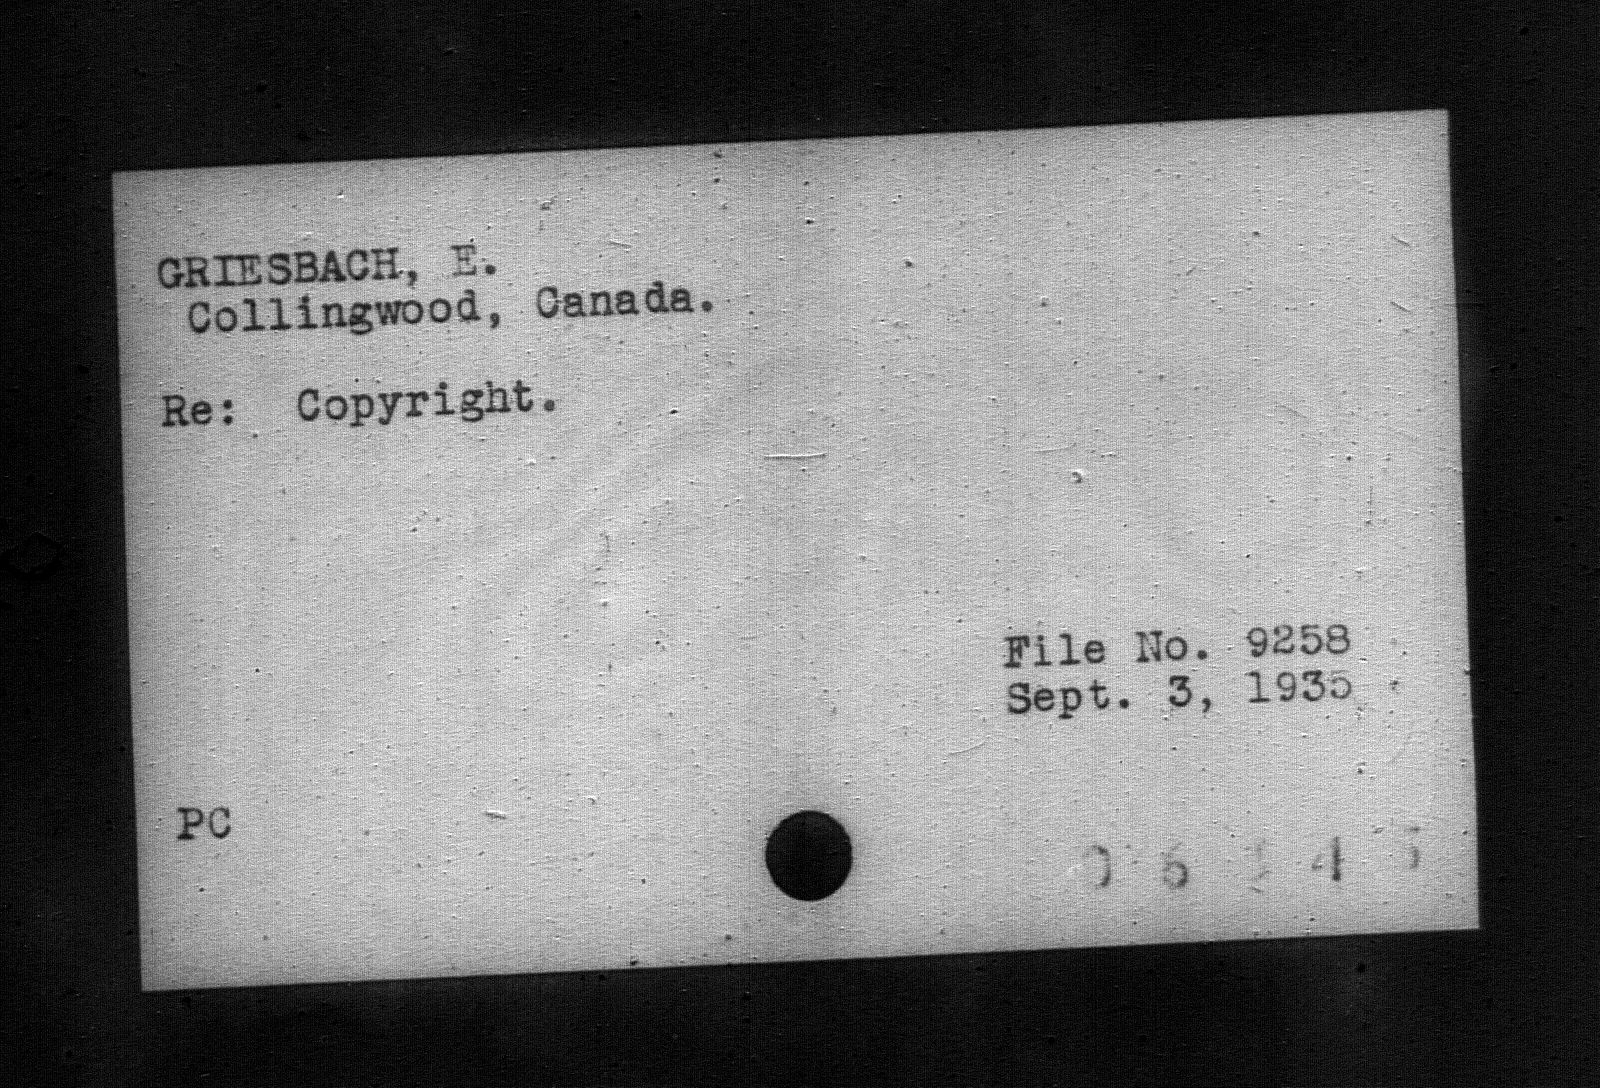 GRIESBACH, E.
Collingwood, Canada.
Re: Copyright.
File No. 9258
Sept. 3, 1935
PC